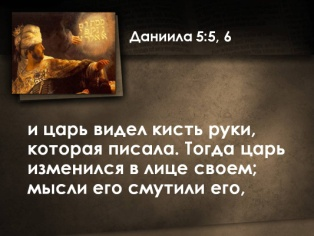 Даниила 5:5, 6
и царь видел кисть руки,
которая писала. Тогда царь
изменился в лице своем;
мысли его смутили его,